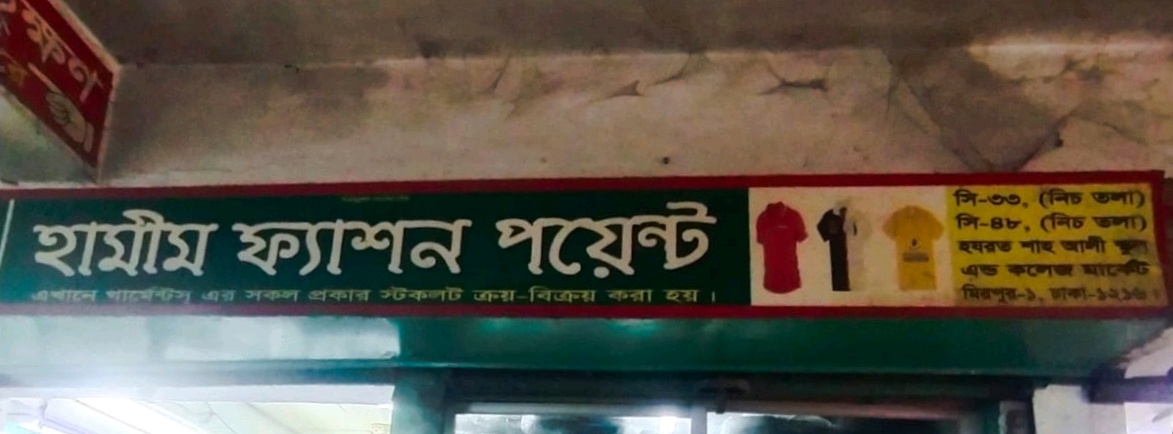 ক্ষণ
হামীম ফ্যাশন পয়েন্ট
এখানে গার্মেন্টস্ এর সকল প্রকার স্টকলট ক্রয়-বিক্রয় করা হয় ।
সি-৩৩, (নিচ তলা)
সি-৪৮, (নিচ তলা)
হযরত শাহ আলী স্কুল
এন্ড কলেজ মার্কেট
মিরপুর-১, ঢাকা-১২১৬